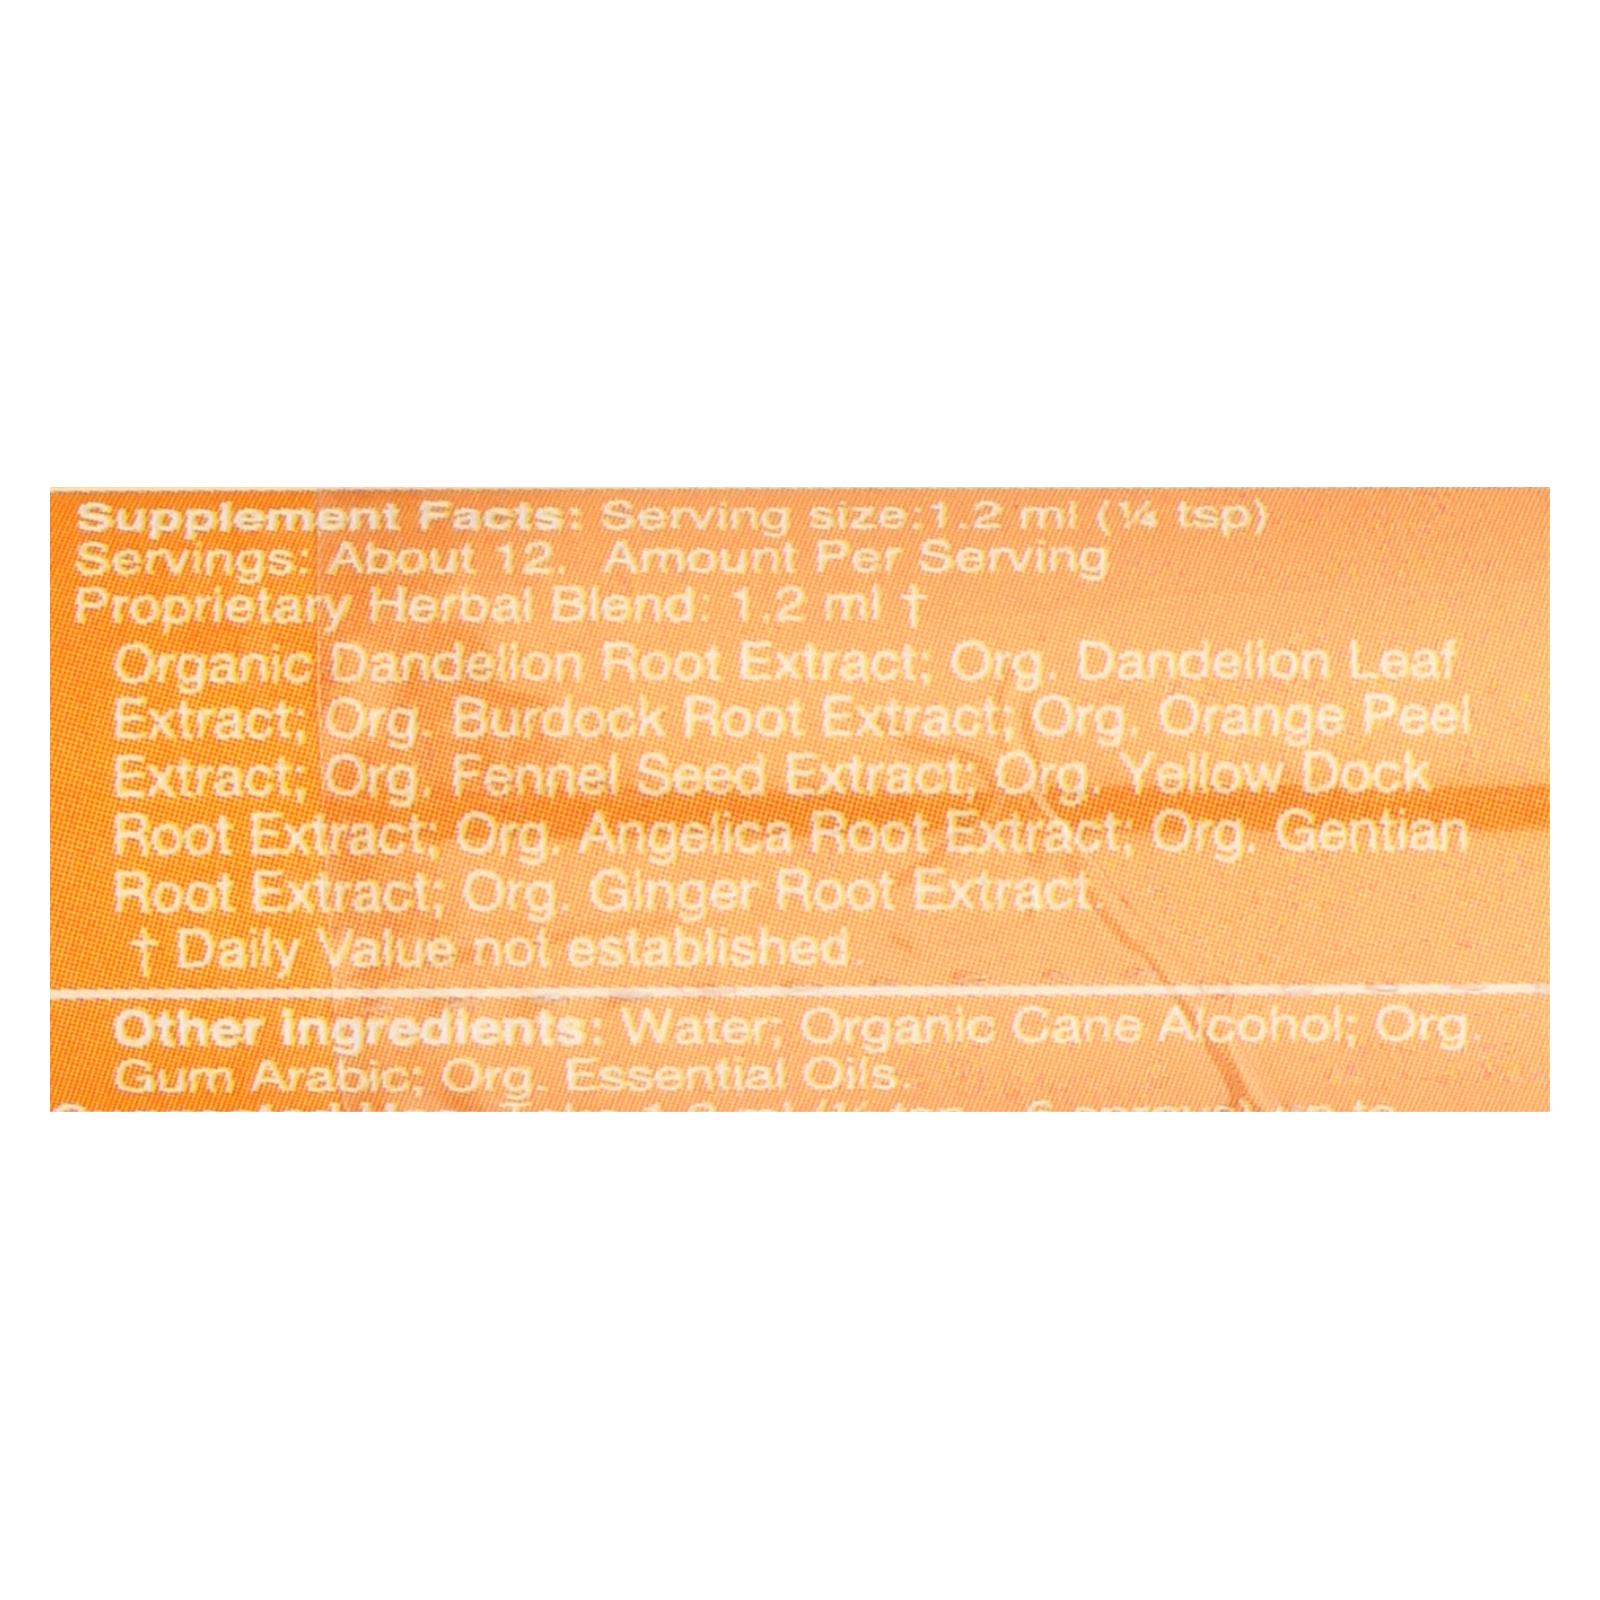 Supplement Facts: Serving size:1.2 ml (¼ tsp)
Servings: About 12. Amount Per Serving
Proprietary Herbal Blend: 1.2 ml †
Organic Dandelion Root Extract; Org. Dandelion Leaf
Extract; Org. Burdock Root Extract; Org. Orange Peel
Extract; Org. Fennel Seed Extract; Org. Yellow Dock
Root Extract; Org. Angelica Root Extract; Org. Gentian
Root Extract; Org. Ginger Root Extract.
† Daily Value not established.
Other ingredients: Water; Organic Cane Alcohol; Org.
Gum Arabic; Org. Essential Oils.